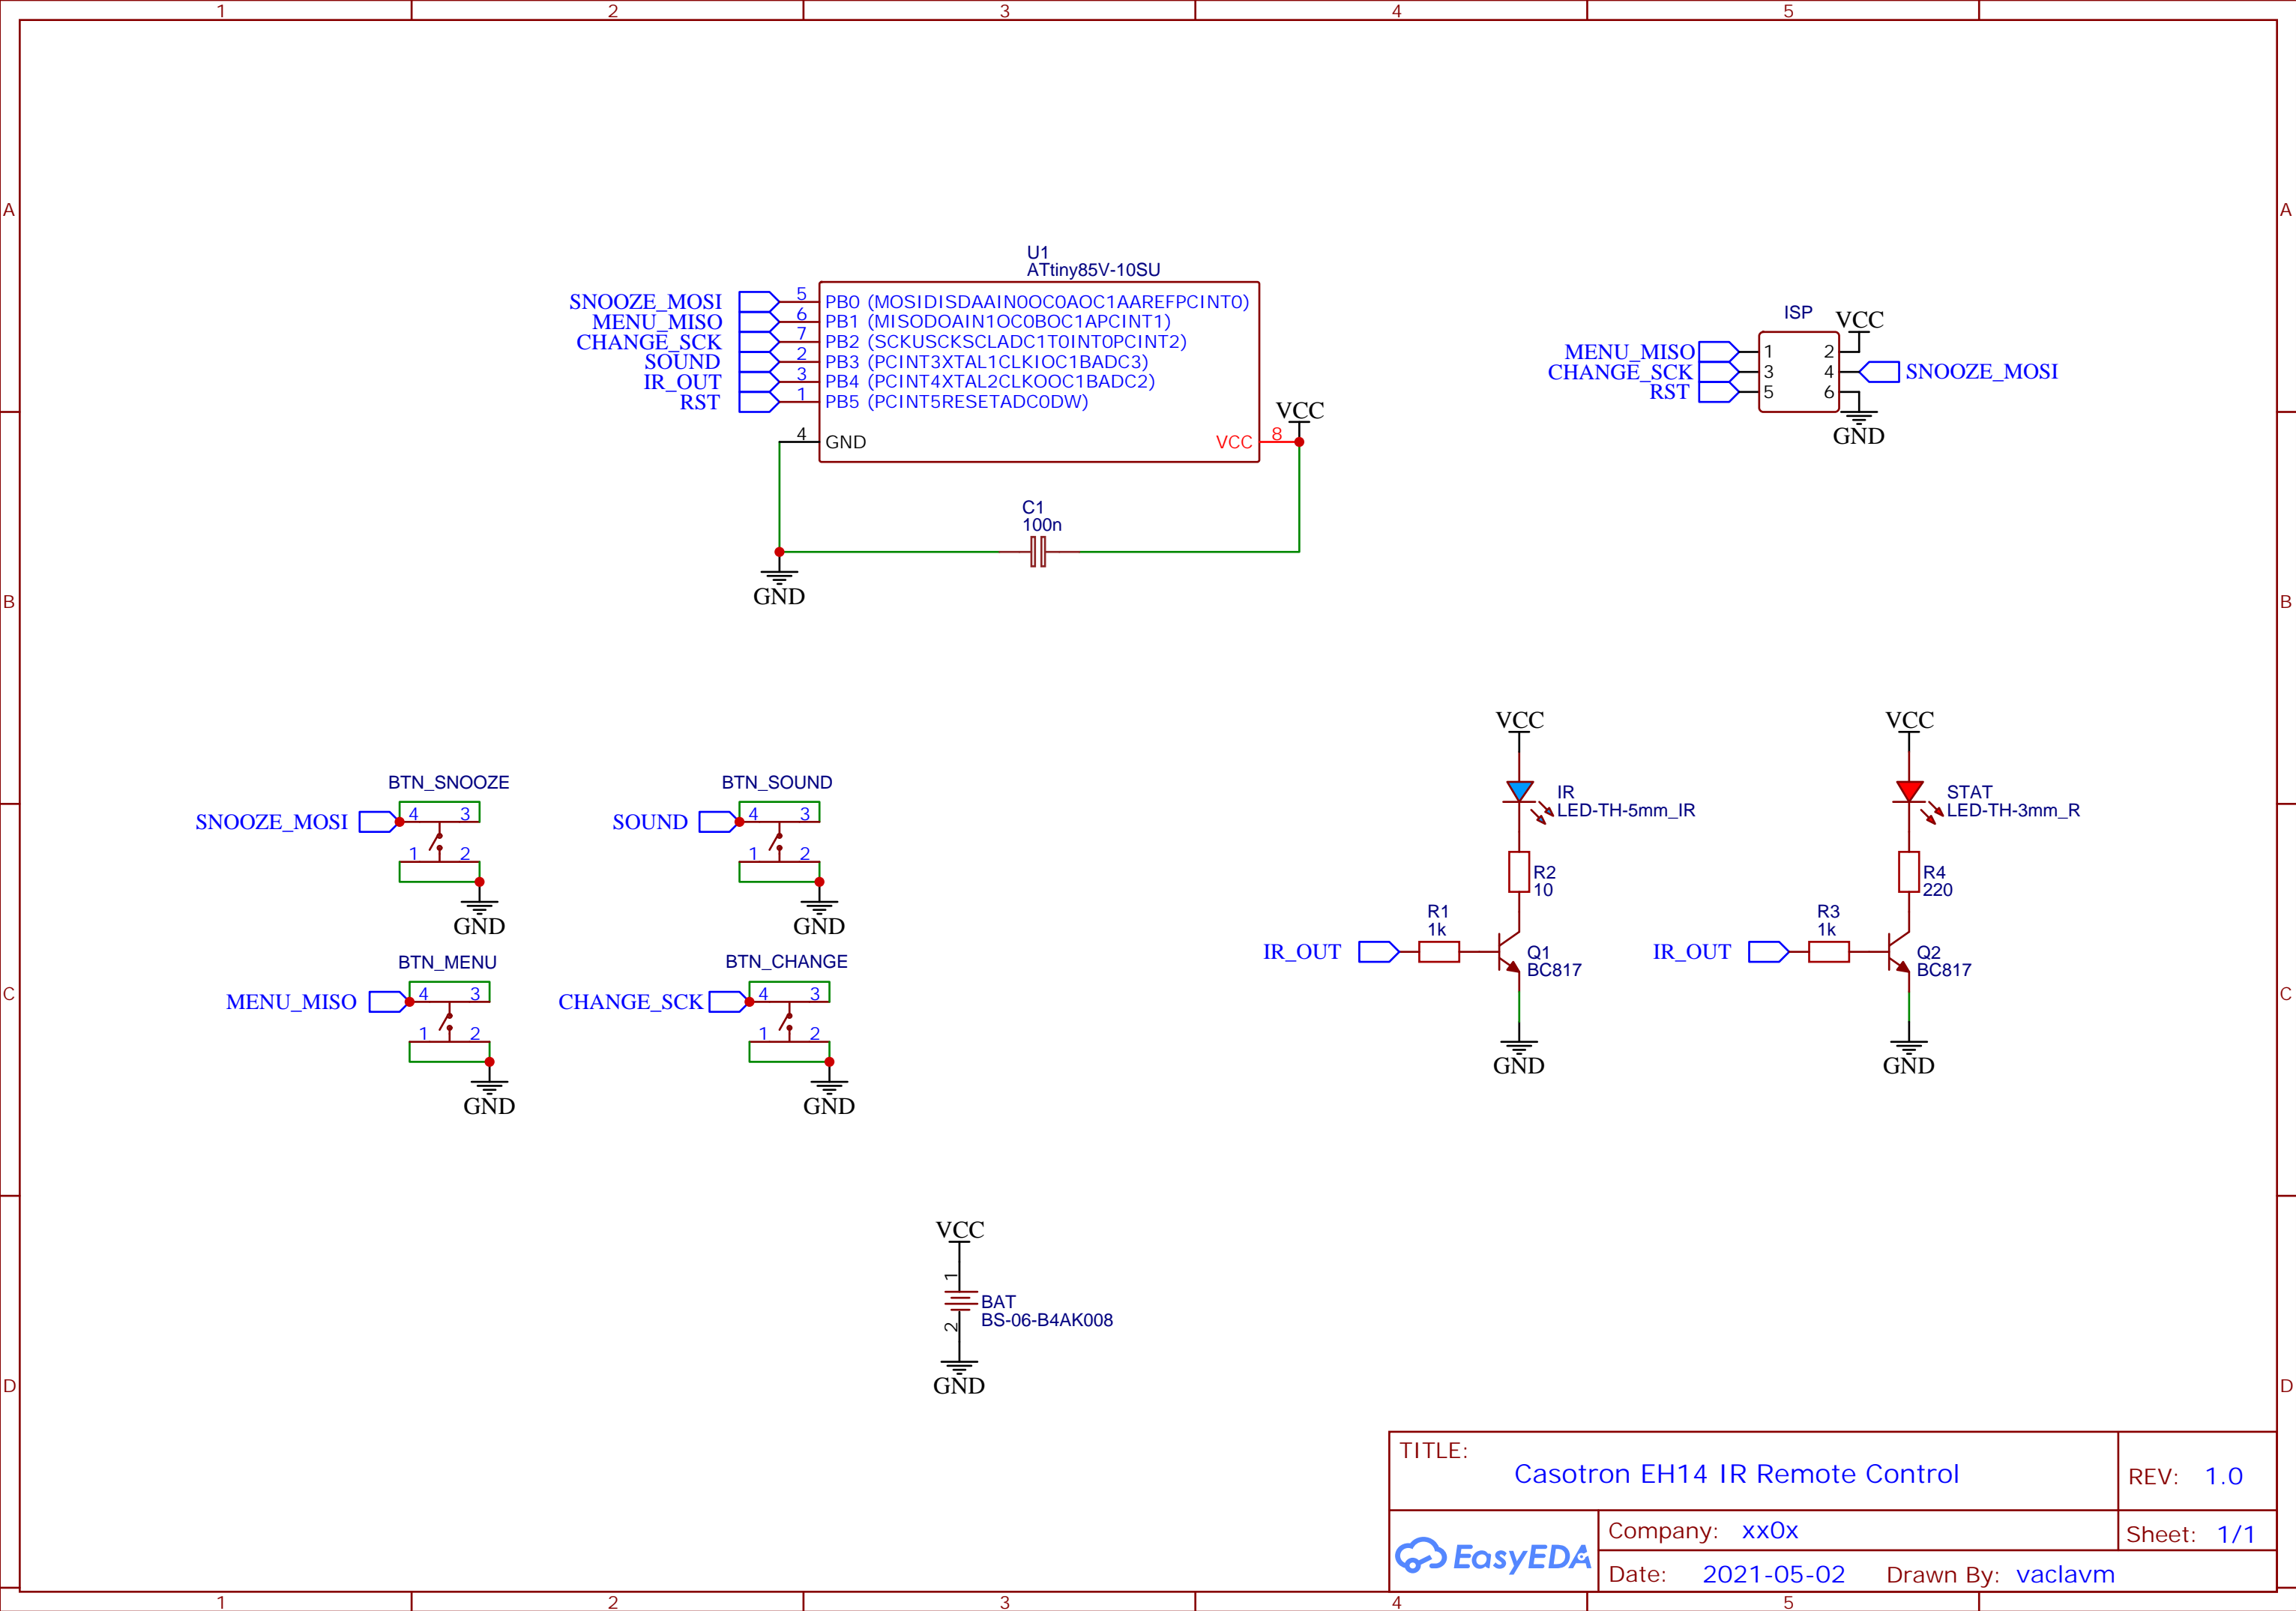 1 2 3 4 5
A A
U1
ATtiny85V-10SU
SNOOZE_MOSI 5 PB0 (MOSIDISDAAIN0OC0AOC1AAREFPCINT0)
MENU_MISO 6 PB1 (MISODOAIN1OC0BOC1APCINT1)
CHANGE_SCK 7 PB2 (SCKUSCKSCLADC1T0INT0PCINT2)
SOUND 2 PB3 (PCINT3XTAL1CLKIOC1BADC3)
IR_OUT 3 PB4 (PCINT4XTAL2CLKOOC1BADC2)
RST 1 PB5 (PCINT5RESETADC0DW)
4 GND VCC 8
VCC
C1
100n
GND
ISP
VCC
MENU_MISO 1 2
CHANGE_SCK 3 4 SNOOZE_MOSI
RST 5 6
GND
B B
BTN_SNOOZE
SNOOZE_MOSI 4 3
1 2
GND
BTN_SOUND
SOUND 4 3
1 2
GND
BTN_MENU
MENU_MISO 4 3
1 2
GND
BTN_CHANGE
CHANGE_SCK 4 3
1 2
GND
VCC
IR
LED-TH-5mm_IR
R2
10
R1
1k
IR_OUT
Q1
BC817
GND
VCC
STAT
LED-TH-3mm_R
R4
220
R3
1k
IR_OUT
Q2
BC817
GND
C C
VCC
1
BAT
BS-06-B4AK008
2
GND
D D
TITLE:
Casotron EH14 IR Remote Control
REV: 1.0
EasyEDA
Company: xx0x
Sheet: 1/1
Date: 2021-05-02 Drawn By: vaclavm
1 2 3 4 5